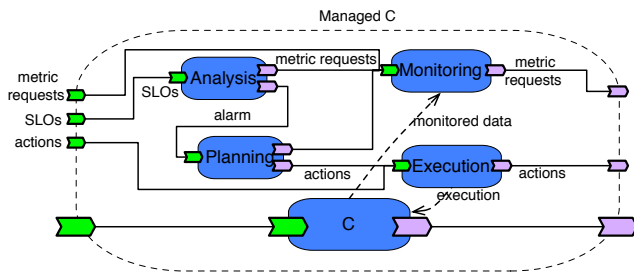 Managed C
metric
requests
SLOs
actions
Analysis
SLOs
metric requests
Monitoring
metric
requests
alarm
monitored data
Planning
actions
Execution
actions
execution
C